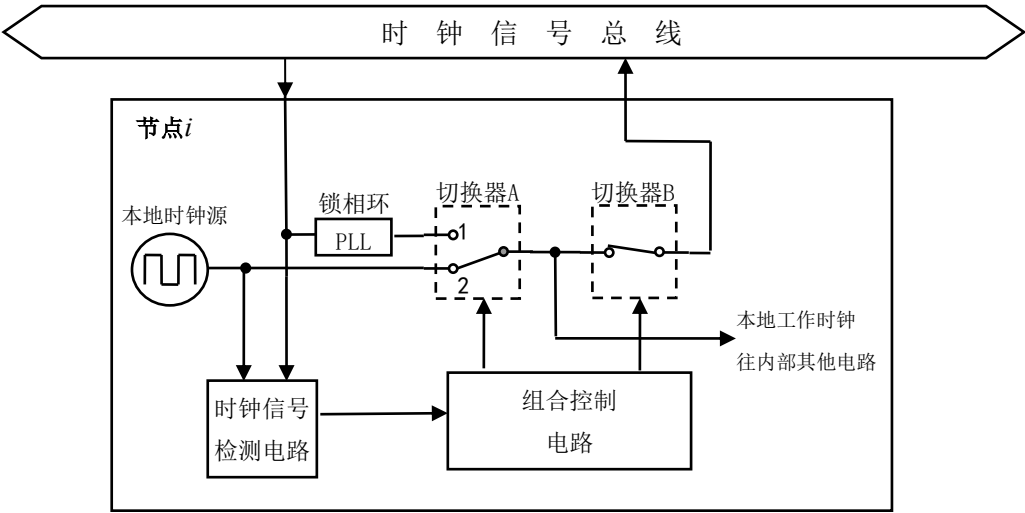 时钟信号总线
节点i
锁相环
切换器A
切换器B
本地时钟源
PLL
1
2
本地工作时钟
往内部其他电路
时钟信号
检测电路
组合控制
电路